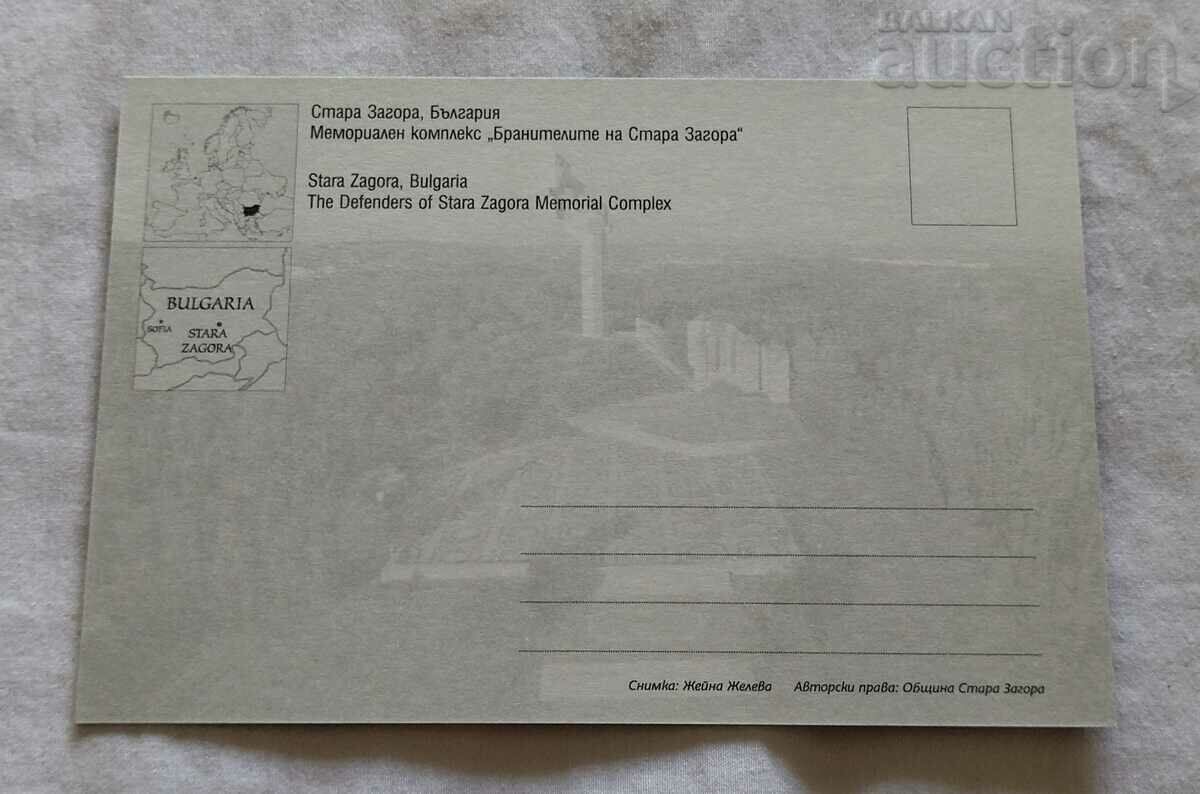 BALKAN
auction
Стара Загора, България
Мемориален комплекс „Бранителите на Стара Загора“
Stara Zagora, Bulgaria
The Defenders of Stara Zagora Memorial Complex
BULGARIA
SOFIA
STARA
ZAGORA
Снимка: Жейна Желева Авторски права: Община Стара Загора